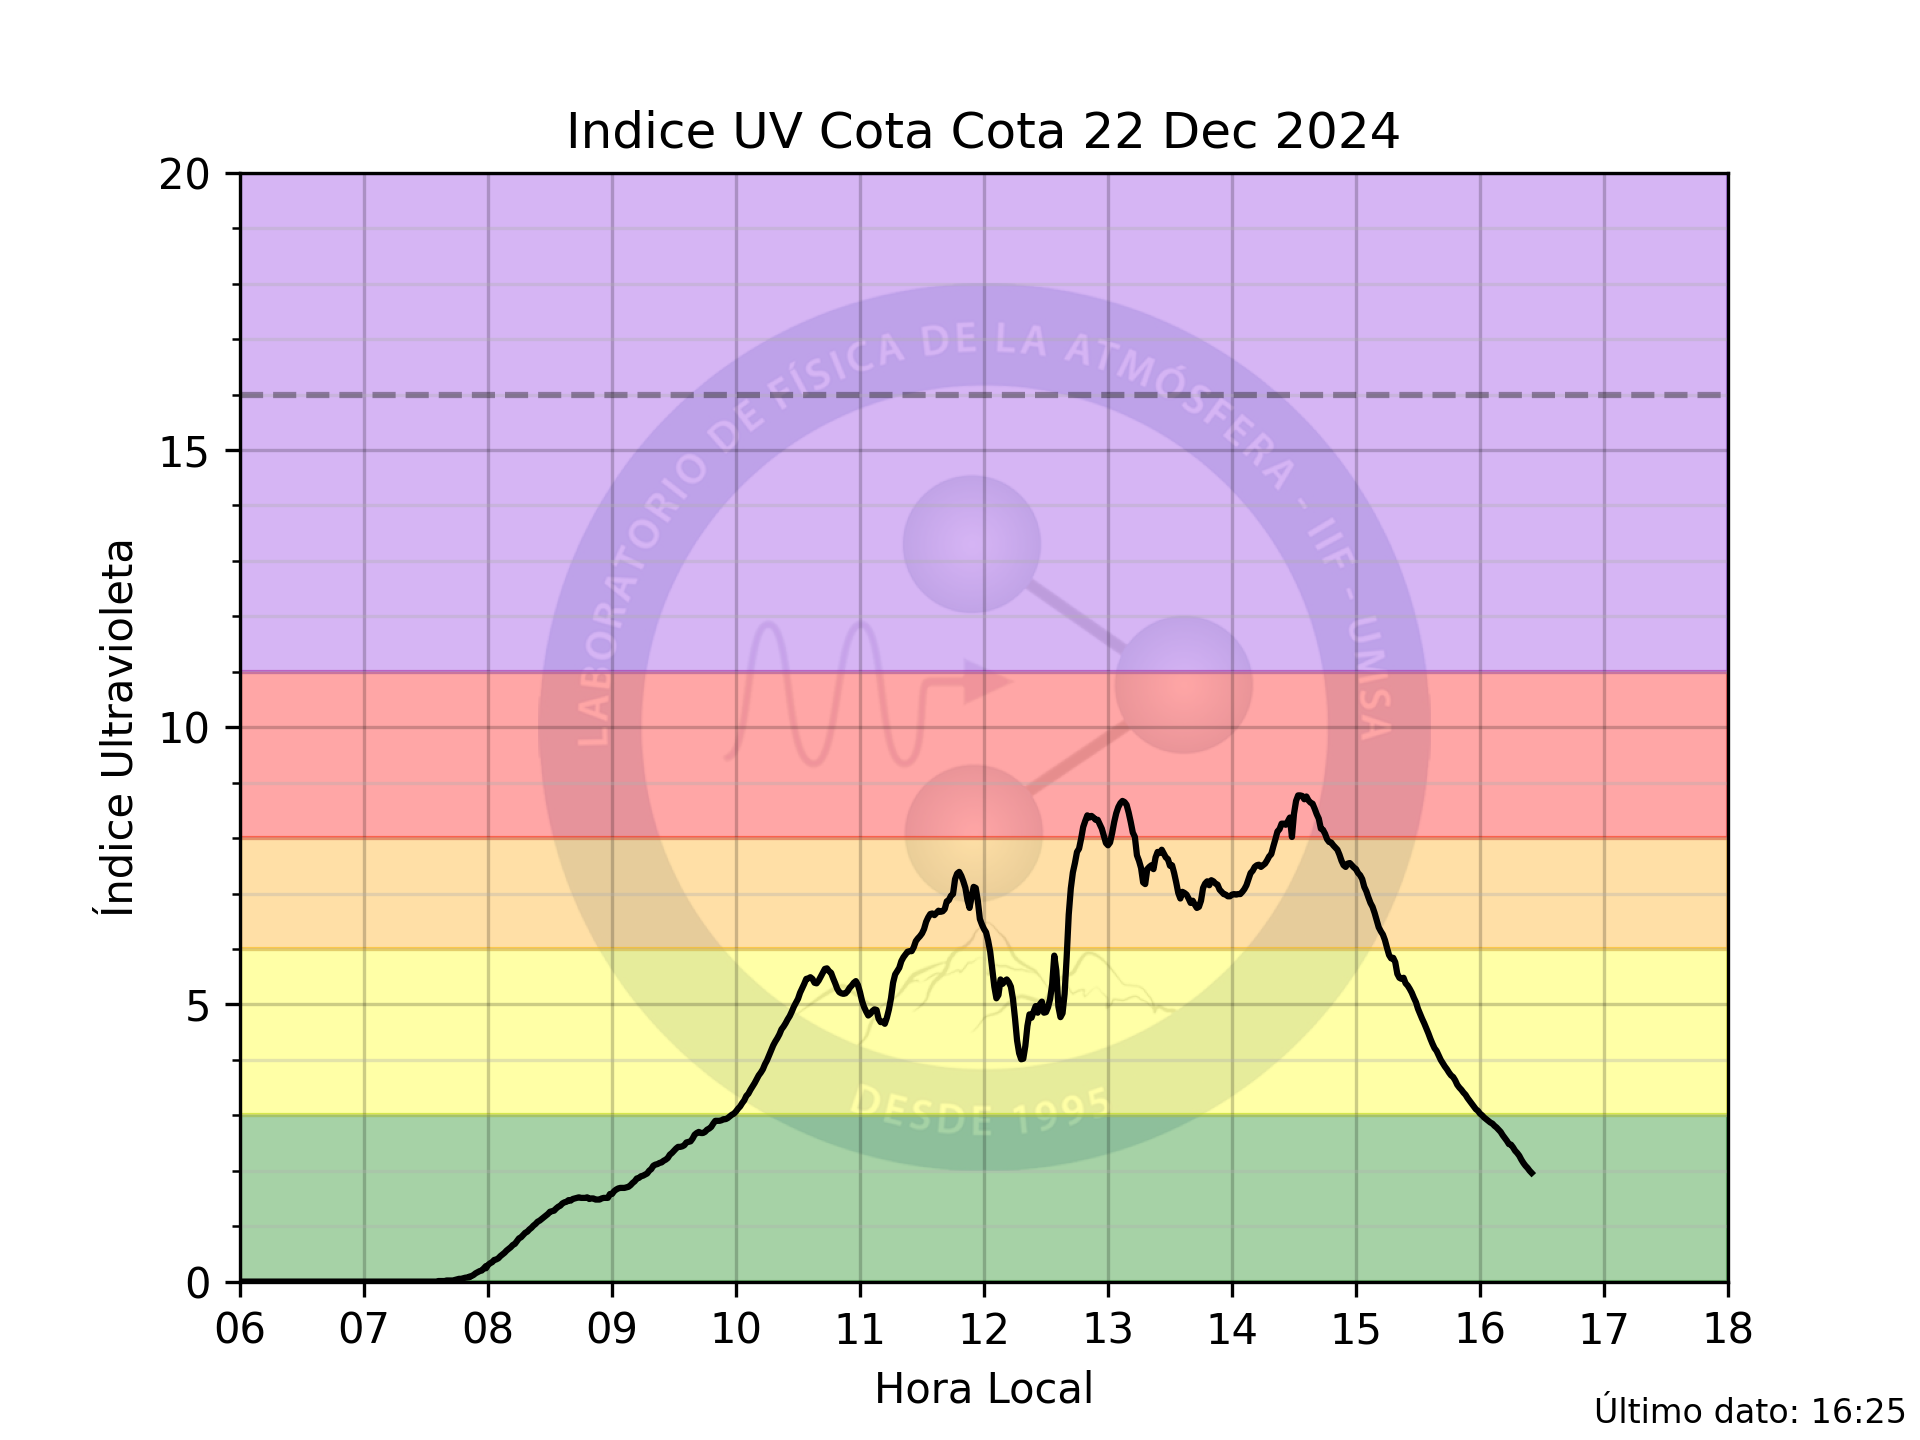 Indice UV Cota Cota 22 Dec 2024
20
15
10
5
0
Índice Ultravioleta
LABORATORIO DE FÍSICA DE LA ATMÓSFERA - IIF - UMSA
DESDE 1995
06 07 08 09 10 11 12 13 14 15 16 17 18
Hora Local
Último dato: 16:25